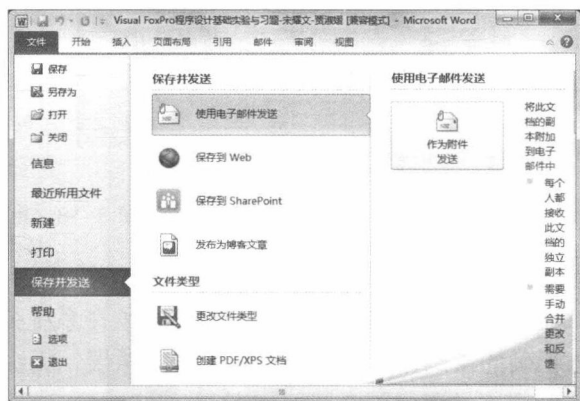 Visual FoxPro程序设计基础实验与习题-朱耀文-贾淑娟 [兼容模式] - Microsoft Word
文件 开始 插入 页面布局 引用 邮件 审阅 视图
保存
另存为
打开
关闭
信息
最近所用文件
新建
打印
保存并发送
帮助
选项
退出
保存并发送
使用电子邮件发送
保存到 Web
保存到 SharePoint
发布为博客文章
文件类型
更改文件类型
创建 PDF/XPS 文档
使用电子邮件发送
作为附件
发送
将此文
档的副
本附加
到电子
邮件中
每个
人都
接收
此文
档的
独立
副本
需要
手动
合并
更改
和反
馈